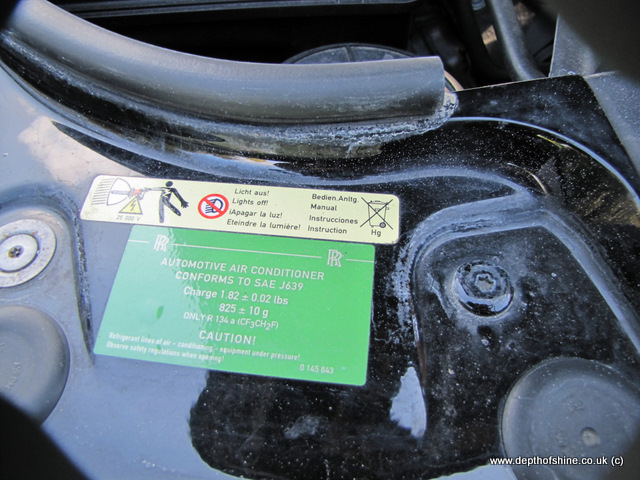 Licht aus!
Lights off!
¡Apagar la luz!
Eteindre la lumière!
Bedien.Anltg.
Manual
Instrucciones
Instruction
25 000 V
Hg
RR
RR
AUTOMOTIVE AIR CONDITIONER
CONFORMS TO SAE J639
Charge 1.82 ± 0.02 lbs
825 ± 10 g
ONLY R 134 a (CF3CH2F)
CAUTION!
Refrigerant lines of air - conditioning - equipment under pressure!
Observe safety regulations when opening!
0 145 843
www.depthofshine.co.uk (c)